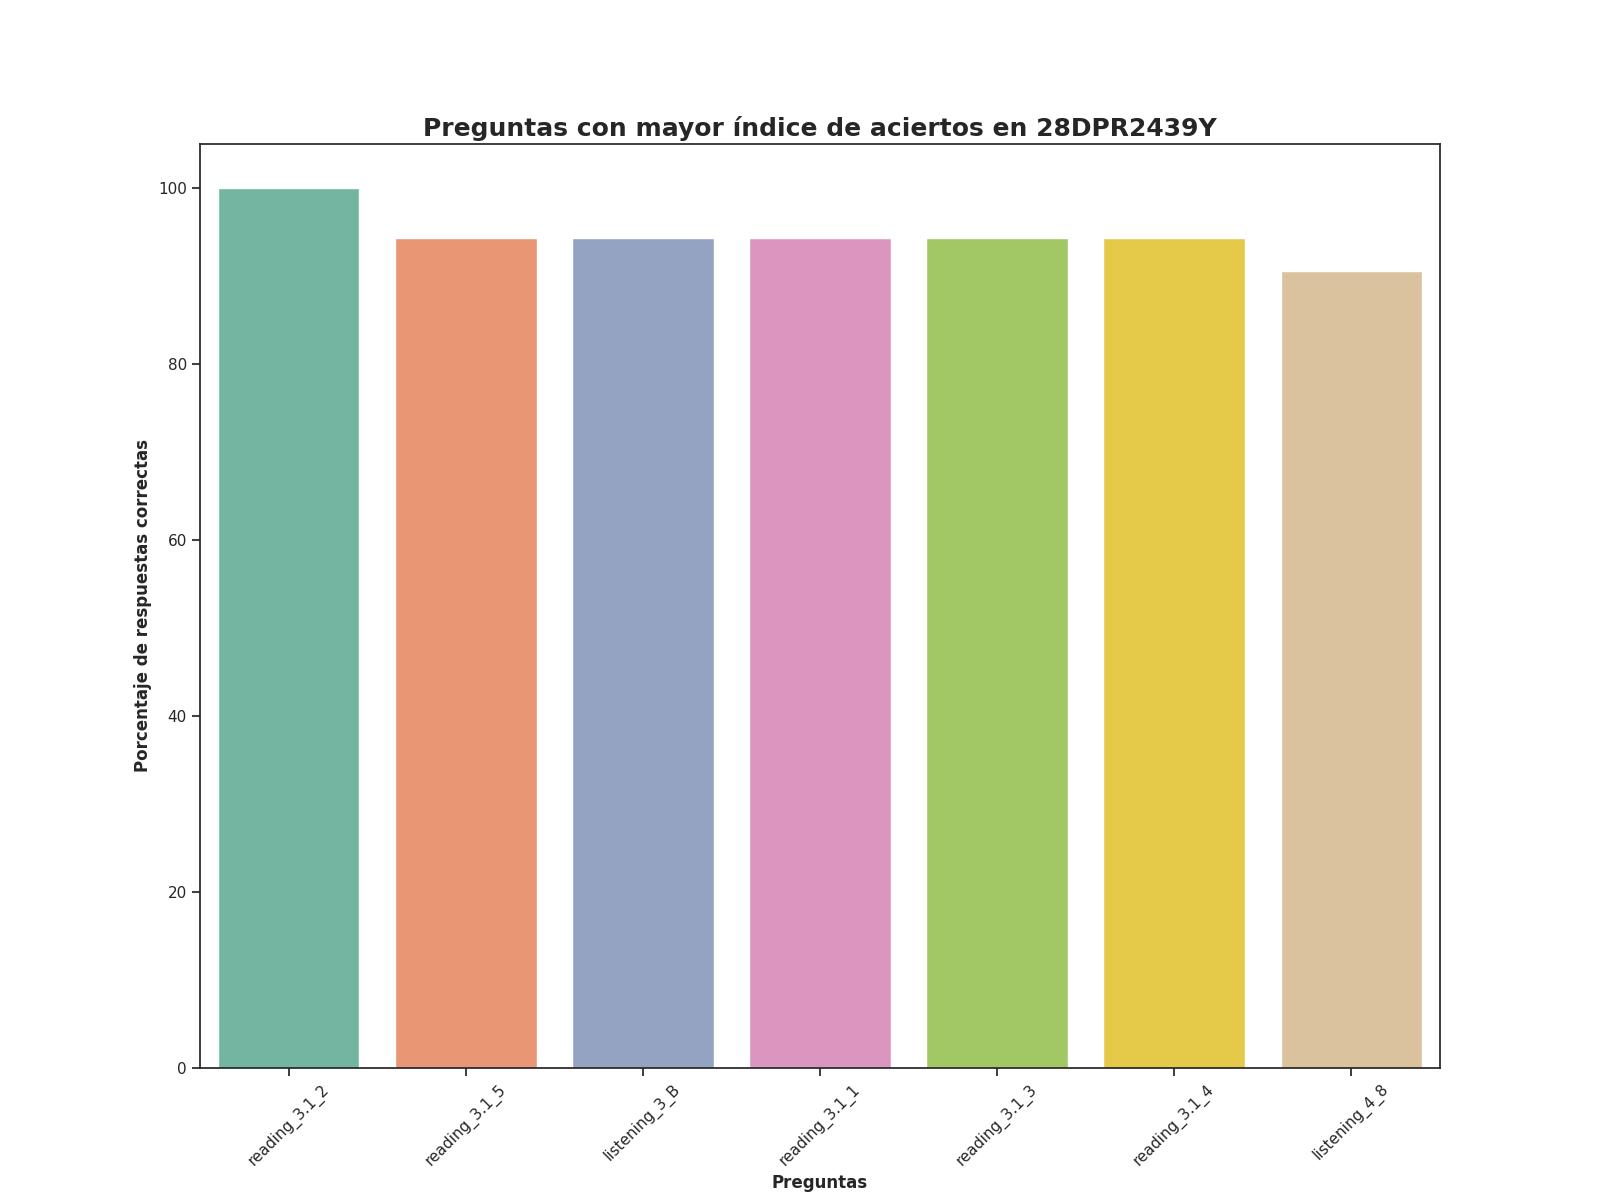 Preguntas con mayor índice de aciertos en 28DPR2439Y
Porcentaje de respuestas correctas
100
80
60
40
20
0
reading_3.1_2
reading_3.1_5
listening_3_B
reading_3.1_1
reading_3.1_3
reading_3.1_4
listening_4_8
Preguntas